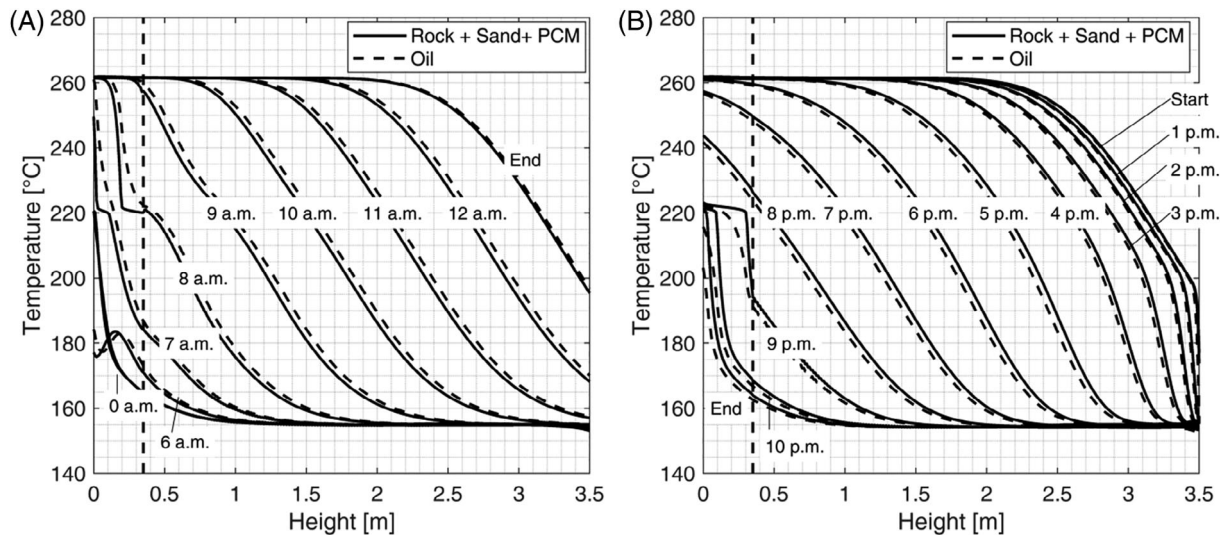 (A)
280
260
240
220
200
180
160
140
Temperature [°C]
Rock + Sand+ PCM
Oil
End
9 a.m.
10 a.m.
11 a.m.
12 a.m.
8 a.m.
7 a.m.
0 a.m.
6 a.m.
0 0.5 1 1.5 2 2.5 3 3.5
Height [m]
(B)
280
260
240
220
200
180
160
140
Temperature [°C]
Rock + Sand + PCM
Oil
Start
1 p.m.
2 p.m.
3 p.m.
8 p.m.
7 p.m.
6 p.m.
5 p.m.
4 p.m.
9 p.m.
End
10 p.m.
0 0.5 1 1.5 2 2.5 3 3.5
Height [m]